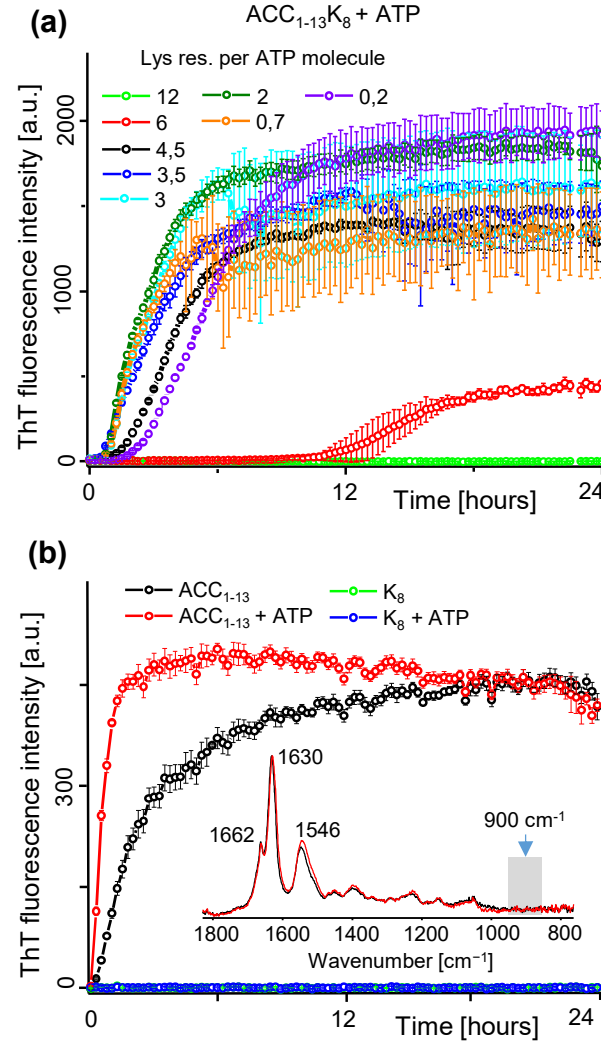 (a)
ACC₁₋₁₃K₈ + ATP
Lys res. per ATP molecule
12
2
0,2
6
0,7
4,5
3,5
3
ThT fluorescence intensity [a.u.]
2000
1000
0
0
12
24
Time [hours]
(b)
ACC₁₋₁₃
K₈
ACC₁₋₁₃ + ATP
K₈ + ATP
ThT fluorescence intensity [a.u.]
300
0
1630
1662
1546
900 cm⁻¹
1800
1600
1400
1200
1000
800
Wavenumber [cm⁻¹]
0
12
24
Time [hours]